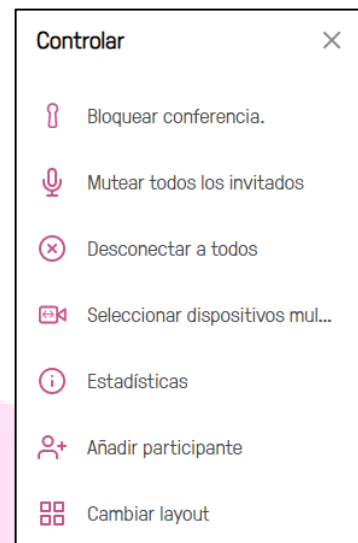 Controlar
Bloquear conferencia.
Mutear todos los invitados
Desconectar a todos
Seleccionar dispositivos mul...
Estadísticas
Añadir participante
Cambiar layout